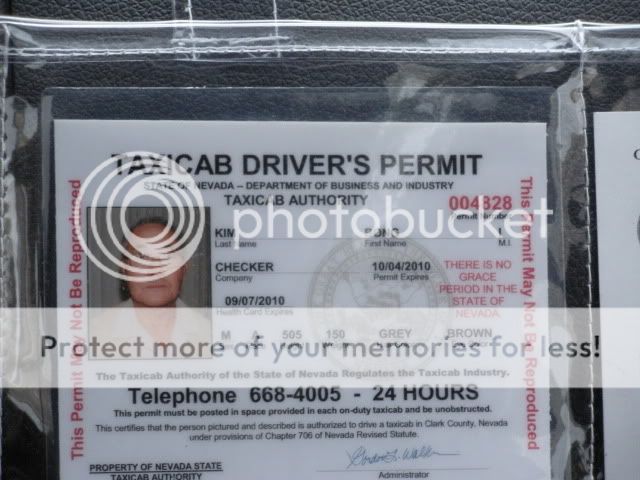 TAXICAB DRIVER'S PERMIT
STATE OF NEVADA – DEPARTMENT OF BUSINESS AND INDUSTRY
TAXICAB AUTHORITY
004828
Permit Number
KIM
Last Name
First Name
I
M.I.
CHECKER
Company
10/04/2010
Permit Expires
THERE IS NO
GRACE
PERIOD IN THE
STATE OF
NEVADA.
09/07/2010
Health Card Expires
M A 505 150 GREY BROWN
The Taxicab Authority of the State of Nevada Regulates the Taxicab Industry.
Telephone 668-4005 - 24 HOURS
This permit must be posted in space provided in each on-duty taxicab and be unobstructed.
This certifies that the person pictured and described is authorized to drive a taxicab in Clark County, Nevada
under provisions of Chapter 706 of Nevada Revised Statute.
PROPERTY OF NEVADA STATE
TAXICAB AUTHORITY
Administrator
This Permit May Not Be Reproduced
This Permit May Not Be Reproduced
photobucket
Protect more of your memories for less!